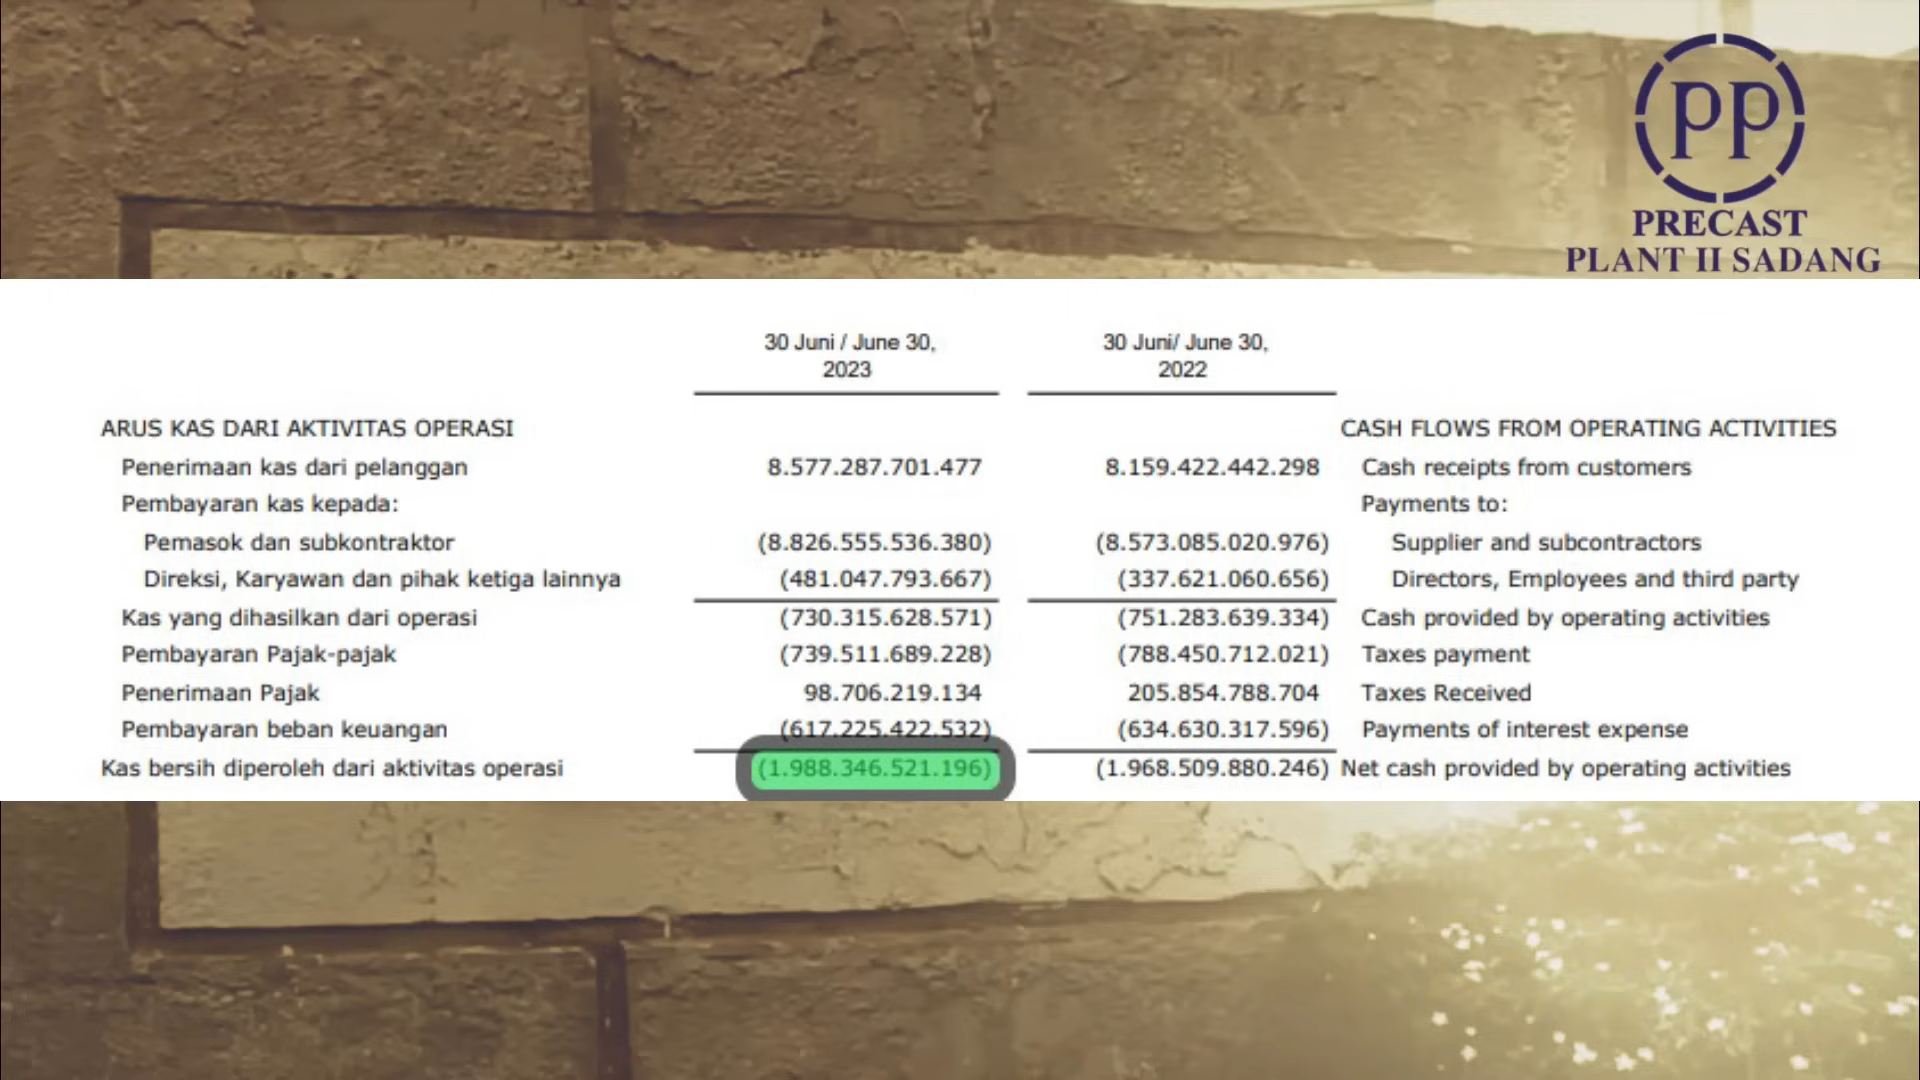 PP
PRECAST
PLANT II SADANG
30 Juni / June 30, 30 Juni/ June 30,
2023 2022
ARUS KAS DARI AKTIVITAS OPERASI CASH FLOWS FROM OPERATING ACTIVITIES
Penerimaan kas dari pelanggan 8.577.287.701.477 8.159.422.442.298 Cash receipts from customers
Pembayaran kas kepada: Payments to:
Pemasok dan subkontraktor (8.826.555.536.380) (8.573.085.020.976) Supplier and subcontractors
Direksi, Karyawan dan pihak ketiga lainnya (481.047.793.667) (337.621.060.656) Directors, Employees and third party
Kas yang dihasilkan dari operasi (730.315.628.571) (751.283.639.334) Cash provided by operating activities
Pembayaran Pajak-pajak (739.511.689.228) (788.450.712.021) Taxes payment
Penerimaan Pajak 98.706.219.134 205.854.788.704 Taxes Received
Pembayaran beban keuangan (617.225.422.532) (634.630.317.596) Payments of interest expense
Kas bersih diperoleh dari aktivitas operasi (1.988.346.521.196) (1.968.509.880.246) Net cash provided by operating activities